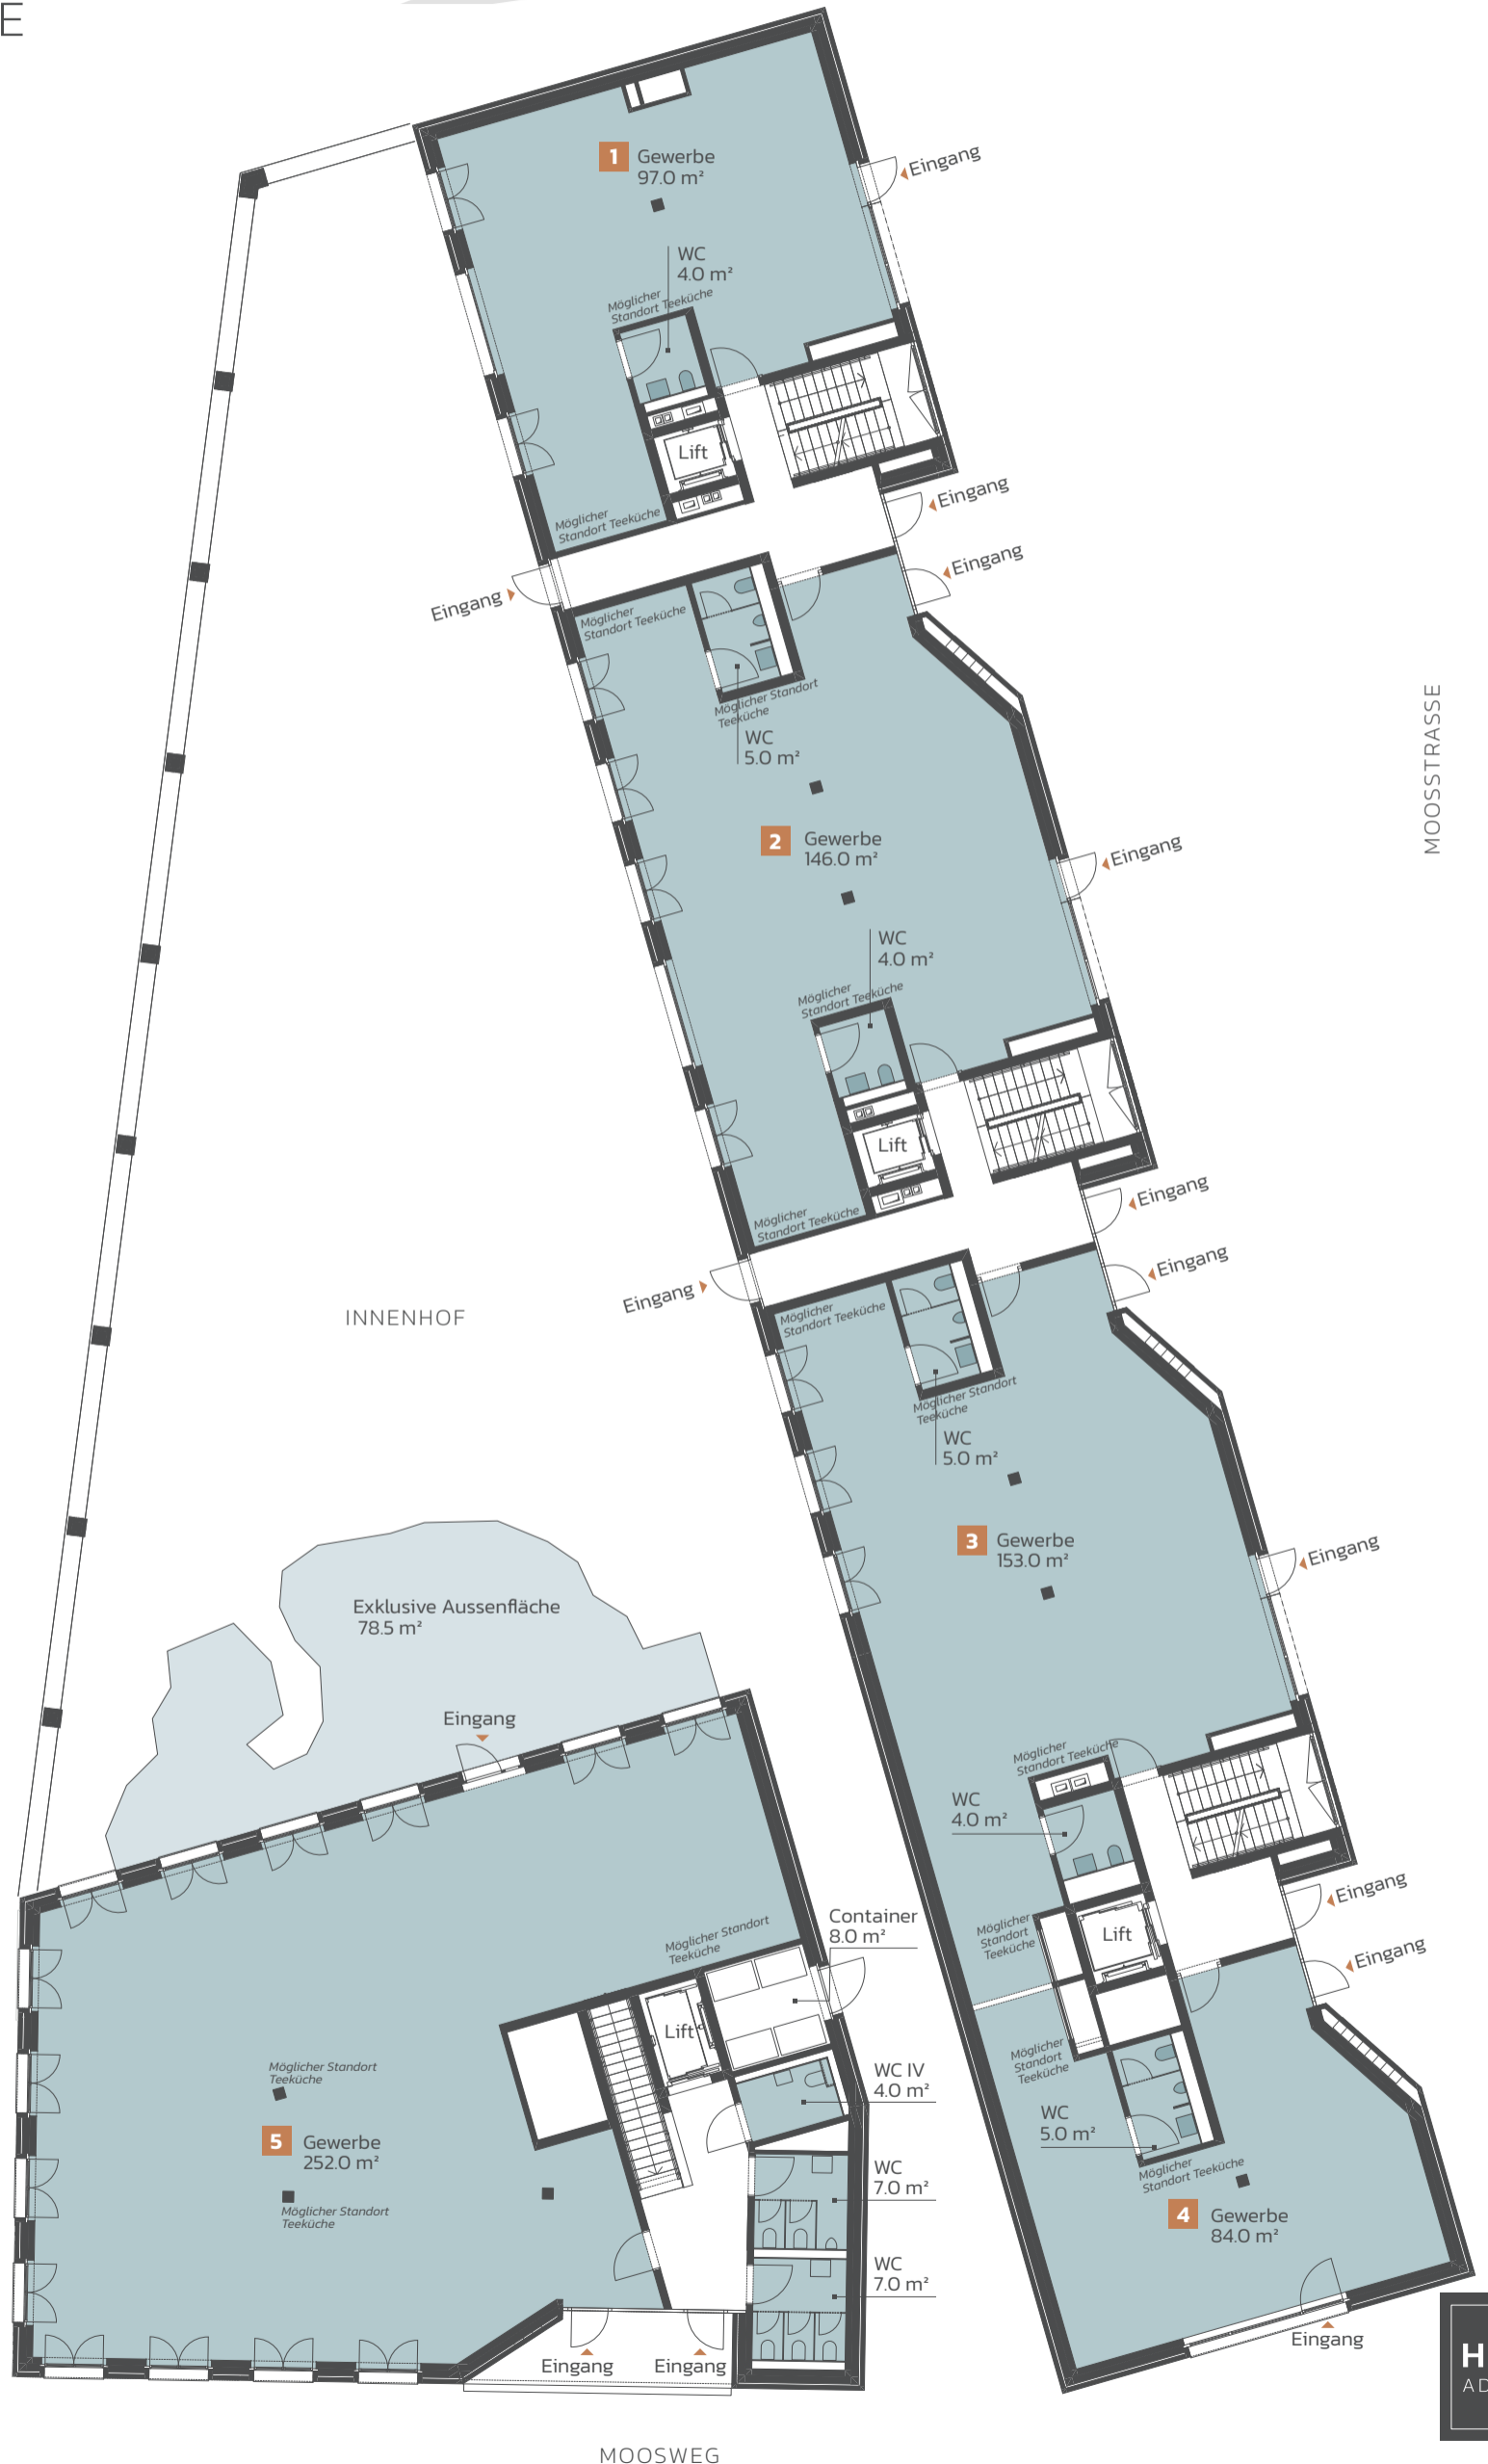 E
1 Gewerbe
97.0 m²
Eingang
WC
4.0 m²
Möglicher
Standort Teeküche
Lift
Eingang
Möglicher
Standort Teeküche
Eingang
Eingang
Möglicher
Standort Teeküche
Möglicher Standort
Teeküche
WC
5.0 m²
MOOSSTRASSE
2 Gewerbe
146.0 m²
Eingang
WC
4.0 m²
Möglicher
Standort Teeküche
Lift
Eingang
Möglicher
Standort Teeküche
Eingang
Eingang
INNENHOF
Möglicher
Standort Teeküche
Möglicher Standort
Teeküche
WC
5.0 m²
3 Gewerbe
153.0 m²
Eingang
Exklusive Aussenfläche
78.5 m²
Eingang
Möglicher
Standort Teeküche
WC
4.0 m²
Eingang
Container
8.0 m²
Möglicher Standort
Teeküche
Möglicher
Standort
Teeküche
Lift
Eingang
Lift
Möglicher
Standort
Teeküche
Möglicher Standort
Teeküche
WC IV
4.0 m²
WC
5.0 m²
5 Gewerbe
252.0 m²
WC
7.0 m²
Möglicher
Standort Teeküche
Möglicher Standort
Teeküche
4 Gewerbe
84.0 m²
WC
7.0 m²
Eingang
Eingang
Eingang
H
AD
MOOSWEG